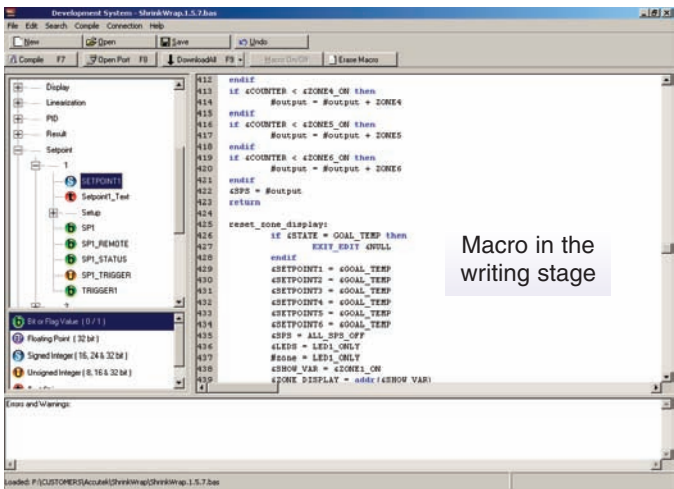 Development System - ShrinkWrap.1.5.7.bas
File Edit Search Compile Connection Help
New Open Save Undo
Compile F7 Open Port F8 DownloadAll F9 Macro On/Off Erase Macro
Display
Linearization
PID
Result
Setpoint
1
SETPOINT1
Setpoint1_Text
Setup
SP1
SP1_REMOTE
SP1_STATUS
SP1_TRIGGER
TRIGGER1
2
Bit or Flag Value ( 0 / 1 )
Floating Point ( 32 bit )
Signed Integer ( 16, 24 & 32 bit )
Unsigned Integer ( 8, 16 & 32 bit )
412 endif
413 if &COUNTER < &ZONE4_ON then
414 #output = #output + ZONE4
415 endif
416 if &COUNTER < &ZONE5_ON then
417 #output = #output + ZONE5
418 endif
419 if &COUNTER < &ZONE6_ON then
420 #output = #output + ZONE6
421 endif
422 &SPS = #output
423 return
424
425 reset_zone_display:
426 if &STATE = GOAL_TEMP then
427 EXIT_EDIT &NULL
428 endif
429 &SETPOINT1 = &GOAL_TEMP
430 &SETPOINT2 = &GOAL_TEMP
431 &SETPOINT3 = &GOAL_TEMP
432 &SETPOINT4 = &GOAL_TEMP
433 &SETPOINT5 = &GOAL_TEMP
434 &SETPOINT6 = &GOAL_TEMP
435 &SPS = ALL_SPS_OFF
436 &LEDS = LED1_ONLY
437 #zone = LED1_ONLY
438 &SHOW_VAR = &ZONE1_ON
439 &ZONE_DISPLAY = addr(&SHOW_VAR)
Macro in the
writing stage
Errors and Warnings:
Loaded: P:\CUSTOMERS\Accutek\ShrinkWrap\ShrinkWrap.1.5.7.bas